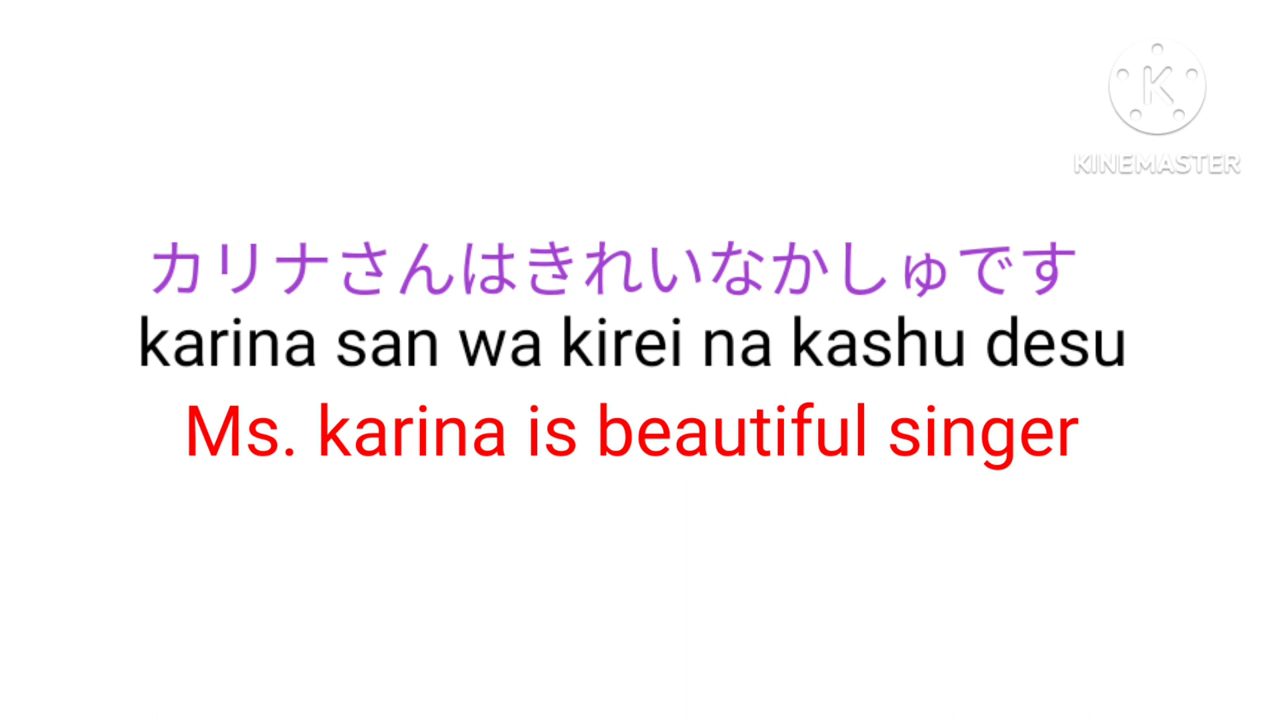 K
KINEMASTER
カリナさんはきれいなかしゅです
karina san wa kirei na kashu desu
Ms. karina is beautiful singer